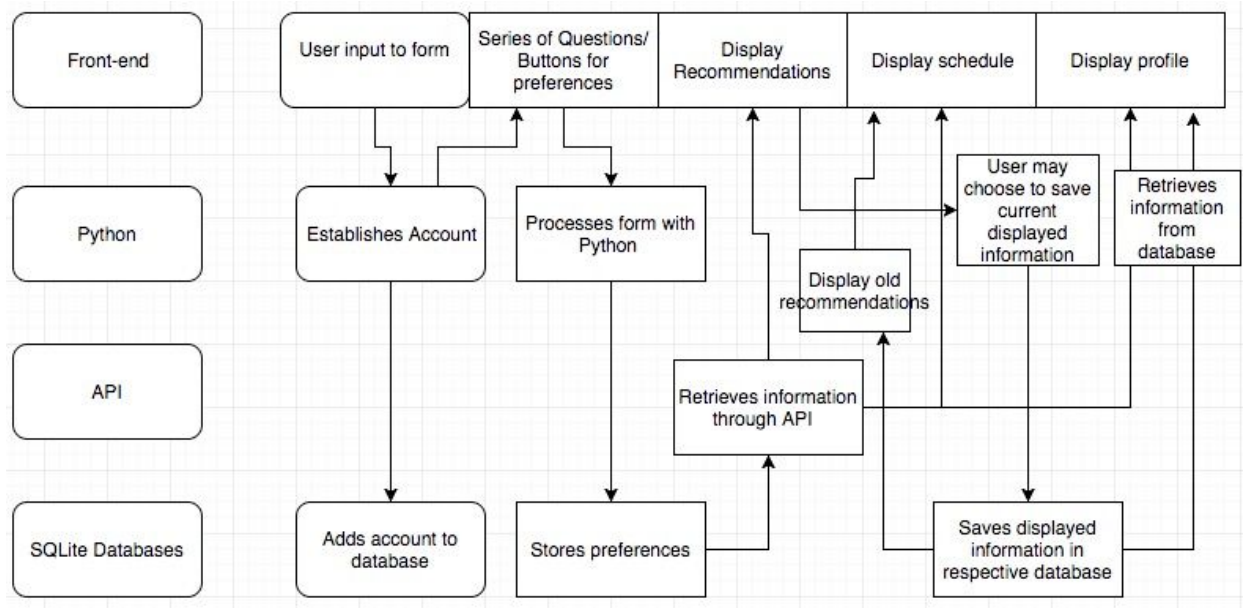 Front-end
User input to form
Series of Questions/
Buttons for
preferences
Display
Recommendations
Display schedule
Display profile
Python
Establishes Account
Processes form with
Python
Display old
recommendations
User may
choose to save
current
displayed
information
Retrieves
information
from
database
API
Retrieves information
through API
SQLite Databases
Adds account to
database
Stores preferences
Saves displayed
information in
respective database